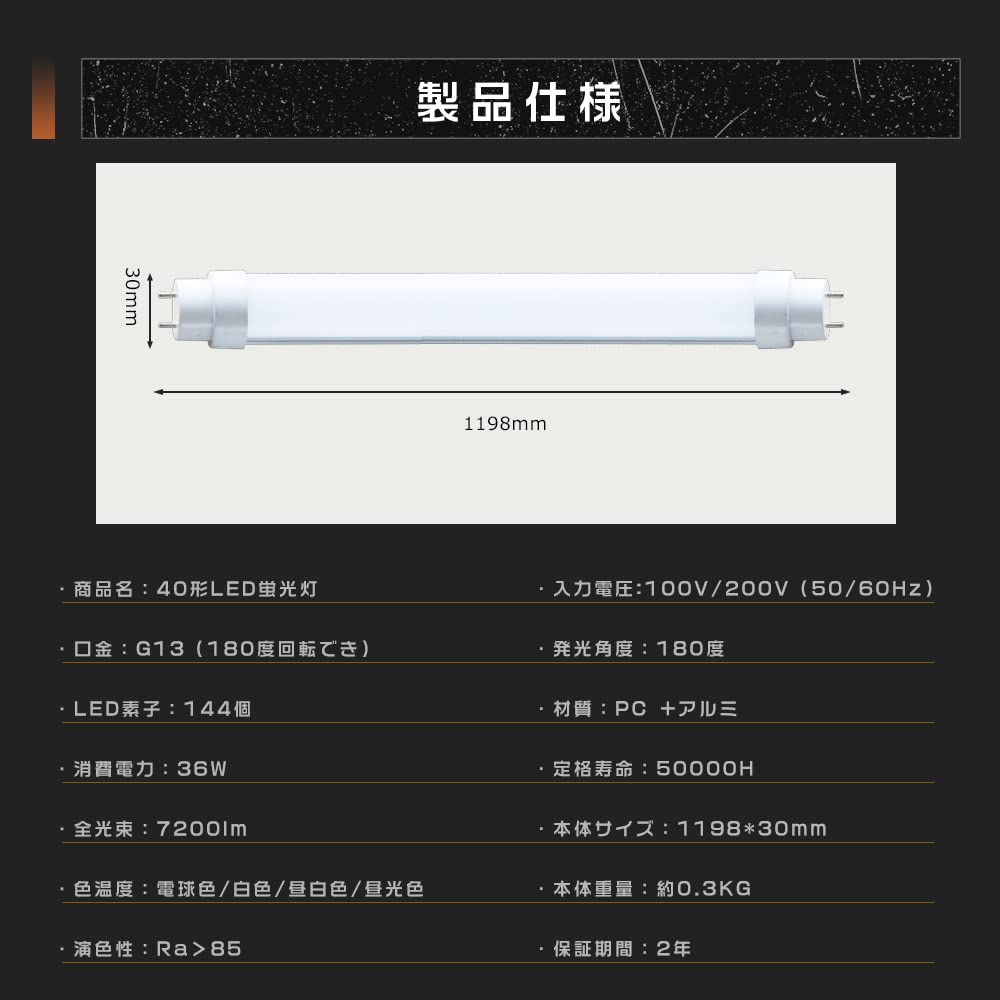 製品仕様
30mm
1198mm
・商品名：40形LED蛍光灯
・入力電圧:100V/200V（50/60Hz）
・口金：G13（180度回転でき）
・発光角度：180度
・LED素子：144個
・材質：PC +アルミ
・消費電力：36W
・定格寿命：50000H
・全光束：7200lm
・本体サイズ：1198*30mm
・色温度：電球色/白色/昼白色/昼光色
・本体重量：約0.3KG
・演色性：Ra＞85
・保証期間：2年